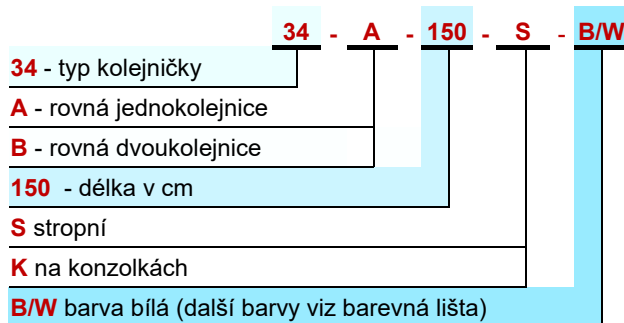 34 - A - 150 - S - B/W
34 - typ kolejničky
A - rovná jednokolejnice
B - rovná dvoukolejnice
150 - délka v cm
S stropní
K na konzolkách
B/W barva bílá (další barvy viz barevná lišta)